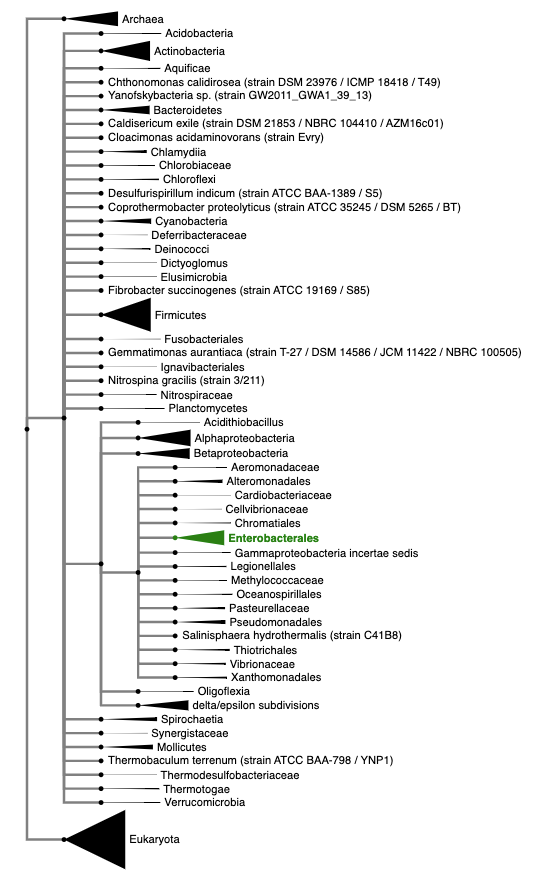 Archaea
Acidobacteria
Actinobacteria
Aquificae
Chthonomonas calidirosea (strain DSM 23976 / ICMP 18418 / T49)
Yanofskybacteria sp. (strain GW2011_GWA1_39_13)
Bacteroidetes
Caldisericum exile (strain DSM 21853 / NBRC 104410 / AZM16c01)
Cloacimonas acidaminovorans (strain Evry)
Chlamydiia
Chlorobiaceae
Chloroflexi
Desulfurispirillum indicum (strain ATCC BAA-1389 / S5)
Coprothermobacter proteolyticus (strain ATCC 35245 / DSM 5265 / BT)
Cyanobacteria
Deferribacteraceae
Deinococci
Dictyoglomus
Elusimicrobia
Fibrobacter succinogenes (strain ATCC 19169 / S85)
Firmicutes
Fusobacteriales
Gemmatimonas aurantiaca (strain T-27 / DSM 14586 / JCM 11422 / NBRC 100505)
Ignavibacteriales
Nitrospina gracilis (strain 3/211)
Nitrospiraceae
Planctomycetes
Acidithiobacillus
Alphaproteobacteria
Betaproteobacteria
Aeromonadaceae
Alteromonadales
Cardiobacteriaceae
Cellvibrionaceae
Chromatiales
Enterobacterales
Gammaproteobacteria incertae sedis
Legionellales
Methylococcaceae
Oceanospirillales
Pasteurellaceae
Pseudomonadales
Salinisphaera hydrothermalis (strain C41B8)
Thiotrichales
Vibrionaceae
Xanthomonadales
Oligoflexia
delta/epsilon subdivisions
Spirochaetia
Synergistaceae
Mollicutes
Thermobaculum terrenum (strain ATCC BAA-798 / YNP1)
Thermodesulfobacteriaceae
Thermotogae
Verrucomicrobia
Eukaryota